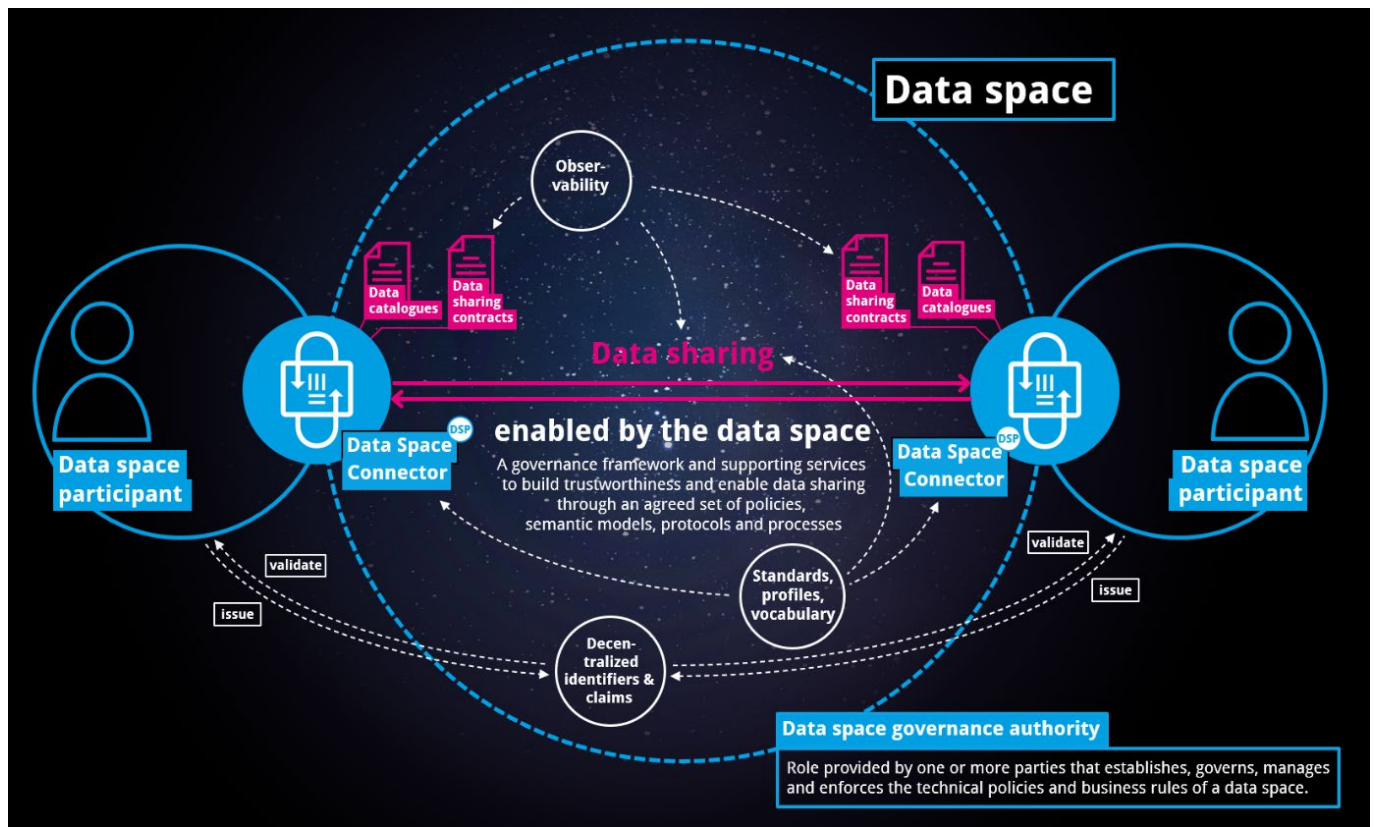 Data space
Obser-
vability
Data
catalogues
Data
sharing
contracts
Data
sharing
contracts
Data
catalogues
Data sharing
DSP
Data Space
Connector
enabled by the data space
A governance framework and supporting services
to build trustworthiness and enable data sharing
through an agreed set of policies,
semantic models, protocols and processes
DSP
Data Space
Connector
Data space
participant
Data space
participant
validate
issue
validate
issue
Standards,
profiles,
vocabulary
Decen-
tralized
identifiers &
claims
Data space governance authority
Role provided by one or more parties that establishes, governs, manages
and enforces the technical policies and business rules of a data space.